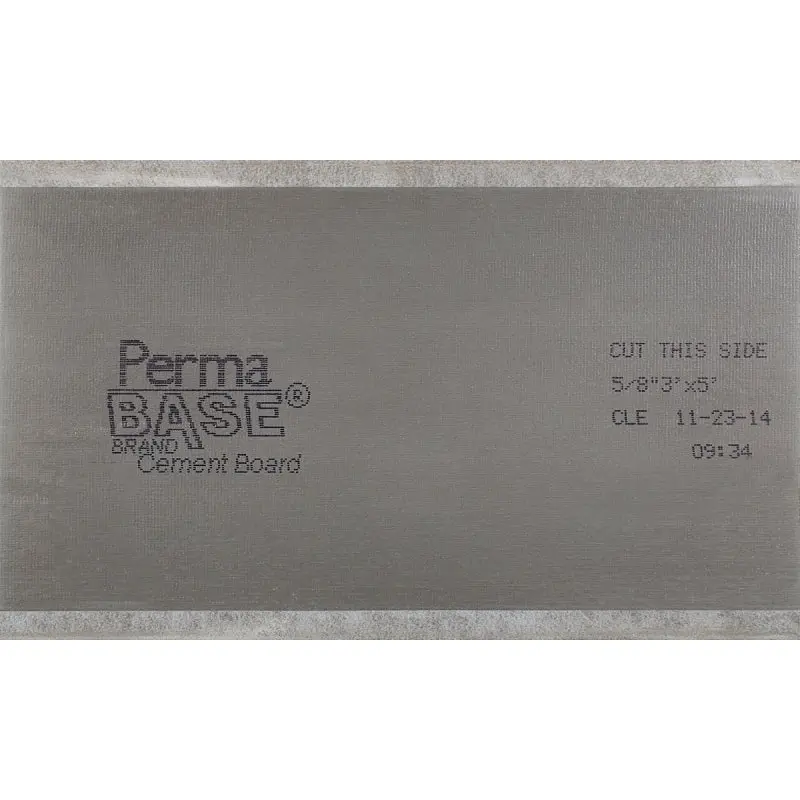 Perma
BASE®
BRAND
Cement Board
CUT THIS SIDE
5/8"3'x5'
CLE 11-23-14
09:34